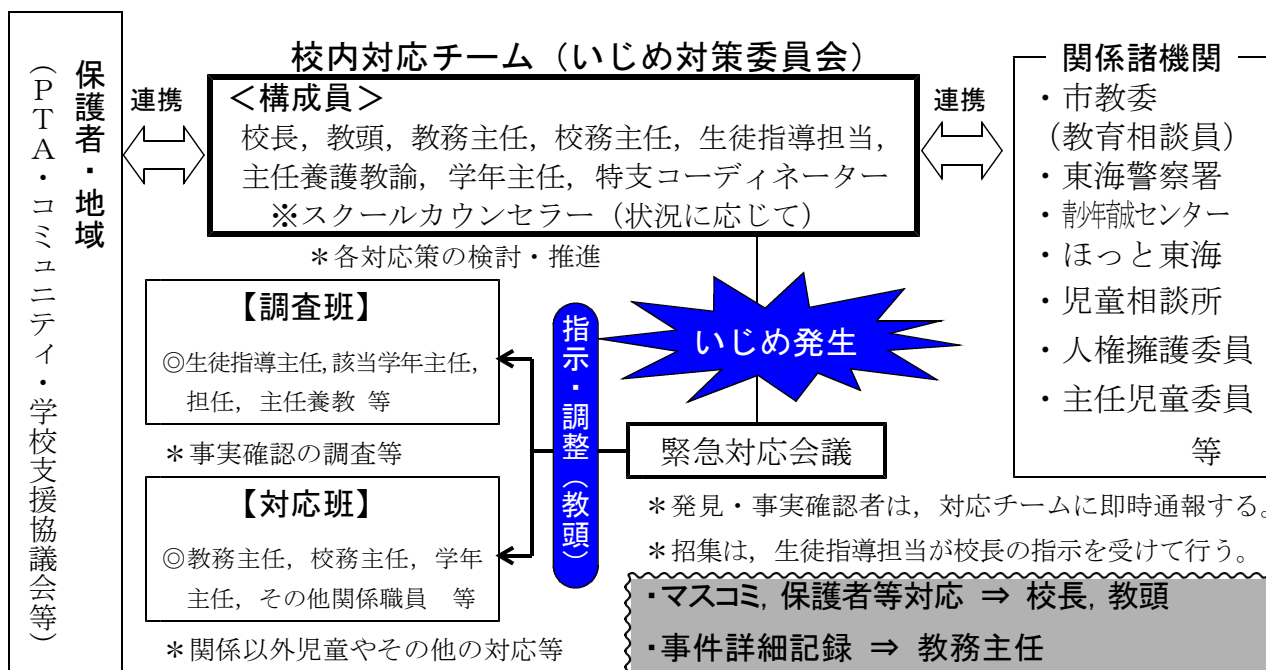 保護者・地域
（ＰＴＡ・コミュニティ・学校支援協議会等）
連携
校内対応チーム（いじめ対策委員会）
＜構成員＞
校長，教頭，教務主任，校務主任，生徒指導担当，
主任養護教諭，学年主任，特支コーディネーター
※スクールカウンセラー（状況に応じて）
＊各対応策の検討・推進
連携
関係諸機関
・市教委
（教育相談員）
・東海警察署
・青少年育成センター
・ほっと東海
・児童相談所
・人権擁護委員
・主任児童委員
等
いじめ発生
指示・調整（教頭）
緊急対応会議
【調査班】
◎生徒指導主任，該当学年主任，
担任，主任養教 等
＊事実確認の調査等
【対応班】
◎教務主任，校務主任，学年
主任，その他関係職員 等
＊関係以外児童やその他の対応等
＊発見・事実確認者は，対応チームに即時通報する。
＊招集は，生徒指導担当が校長の指示を受けて行う。
・マスコミ，保護者等対応 ⇒ 校長，教頭
・事件詳細記録 ⇒ 教務主任